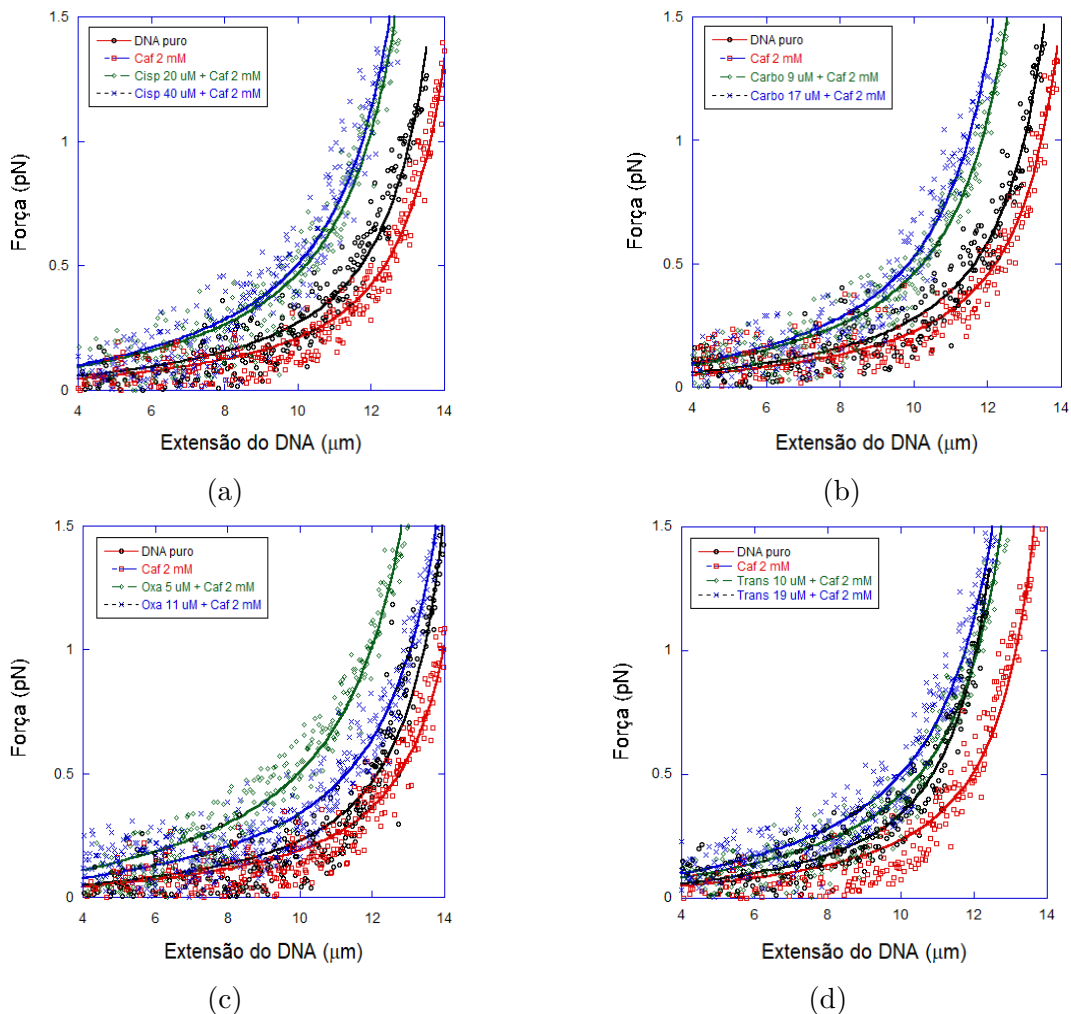 1.5
DNA puro
Caf 2 mM
Cisp 20 uM + Caf 2 mM
Cisp 40 uM + Caf 2 mM
1
0.5
0
Força (pN)
4 6 8 10 12 14
Extensão do DNA (μm)
(a)
1.5
DNA puro
Caf 2 mM
Carbo 9 uM + Caf 2 mM
Carbo 17 uM + Caf 2 mM
1
0.5
0
Força (pN)
4 6 8 10 12 14
Extensão do DNA (μm)
(b)
1.5
DNA puro
Caf 2 mM
Oxa 5 uM + Caf 2 mM
Oxa 11 uM + Caf 2 mM
1
0.5
0
Força (pN)
4 6 8 10 12 14
Extensão do DNA (μm)
(c)
1.5
DNA puro
Caf 2 mM
Trans 10 uM + Caf 2 mM
Trans 19 uM + Caf 2 mM
1
0.5
0
Força (pN)
4 6 8 10 12 14
Extensão do DNA (μm)
(d)